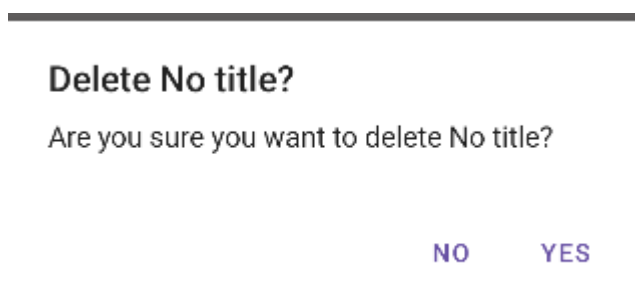 Delete No title?
Are you sure you want to delete No title?
NO YES